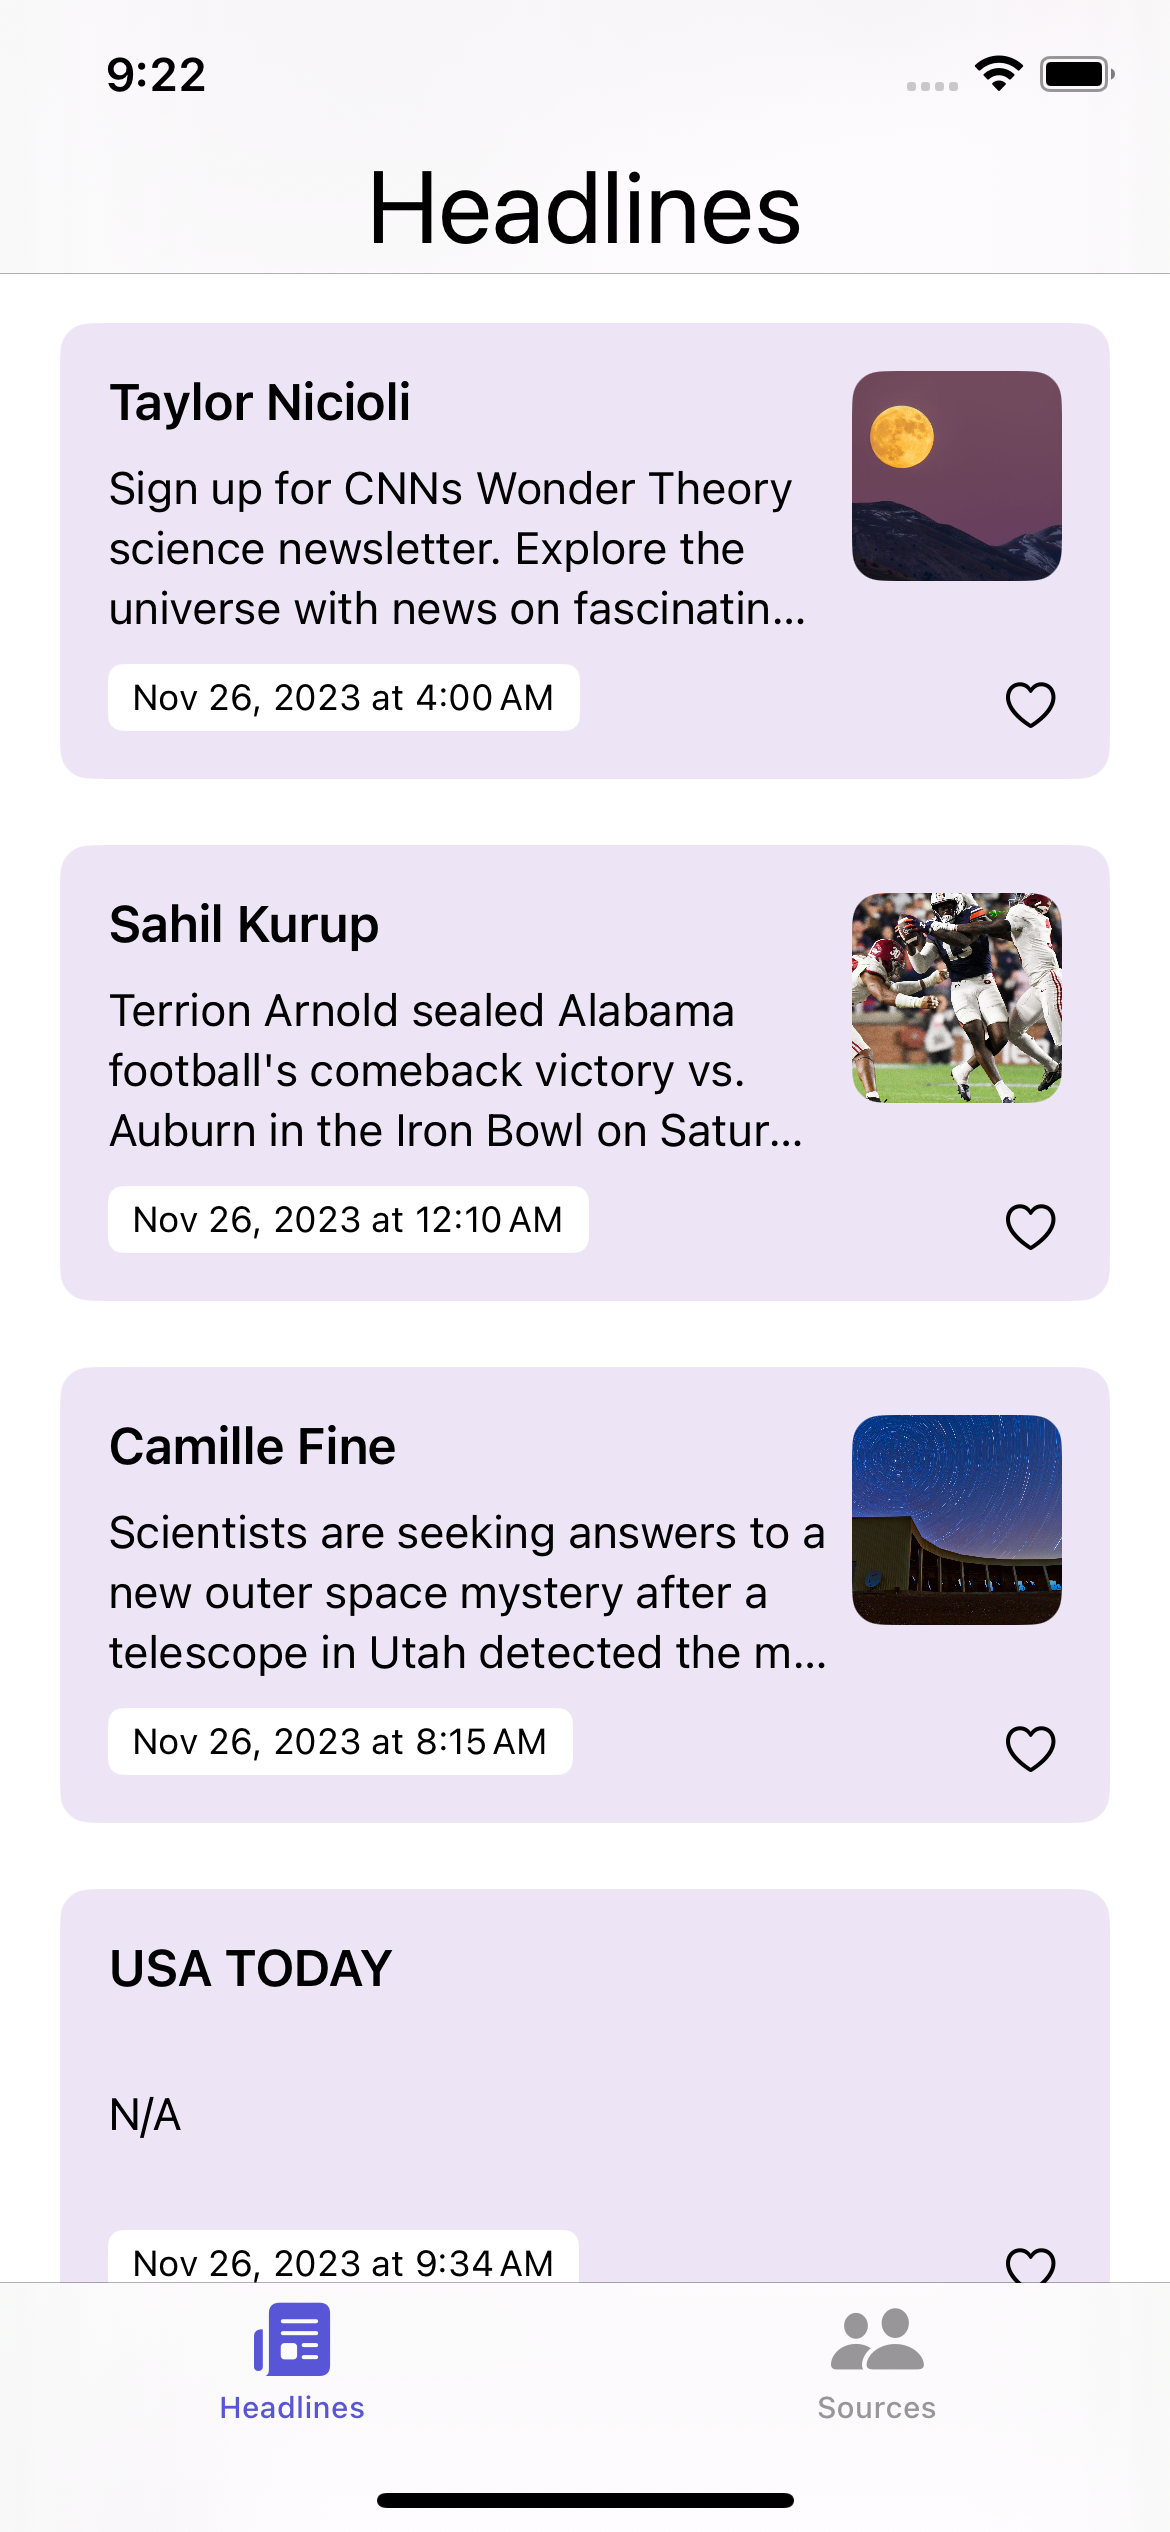 9:22
Headlines
Taylor Nicioli
Sign up for CNNs Wonder Theory
science newsletter. Explore the
universe with news on fascinatin...
Nov 26, 2023 at 4:00 AM
Sahil Kurup
Terrion Arnold sealed Alabama
football's comeback victory vs.
Auburn in the Iron Bowl on Satur...
Nov 26, 2023 at 12:10 AM
Camille Fine
Scientists are seeking answers to a
new outer space mystery after a
telescope in Utah detected the m...
Nov 26, 2023 at 8:15 AM
USA TODAY
N/A
Nov 26, 2023 at 9:34 AM
Headlines
Sources